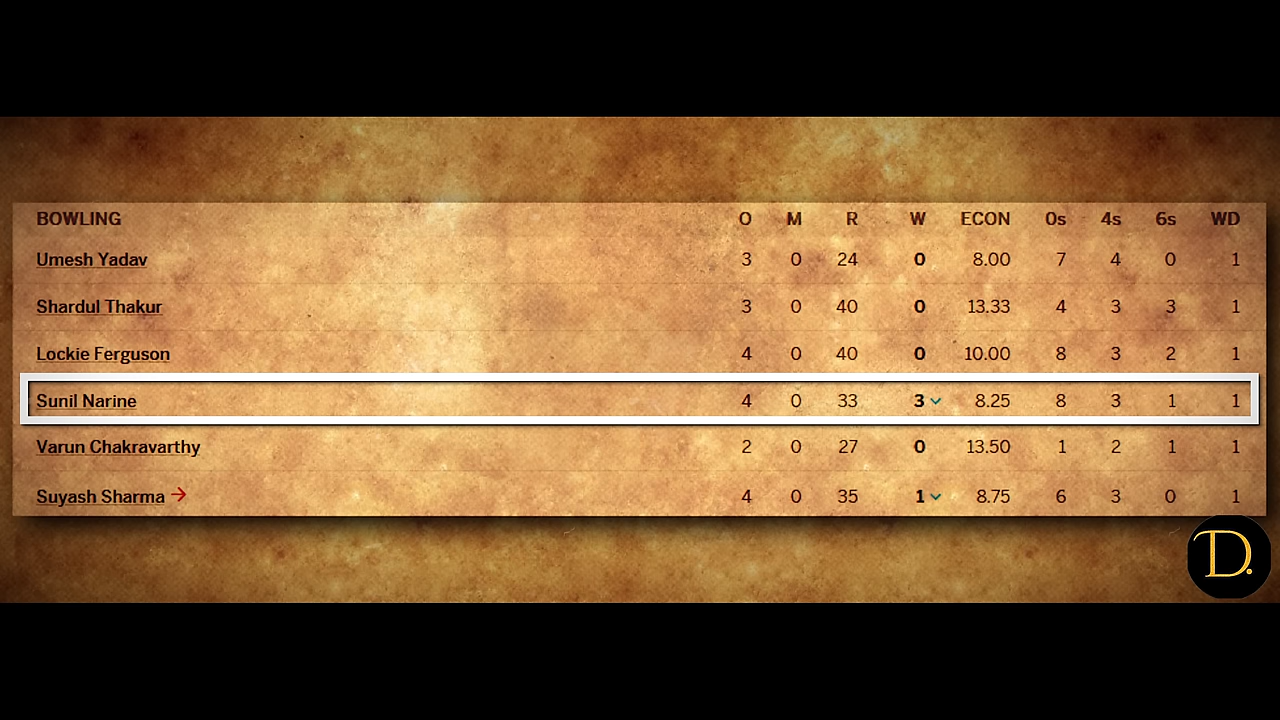 BOWLING O M R W ECON 0s 4s 6s WD
Umesh Yadav 3 0 24 0 8.00 7 4 0 1
Shardul Thakur 3 0 40 0 13.33 4 3 3 1
Lockie Ferguson 4 0 40 0 10.00 8 3 2 1
Sunil Narine 4 0 33 3 8.25 8 3 1 1
Varun Chakravarthy 2 0 27 0 13.50 1 2 1 1
Suyash Sharma 4 0 35 1 8.75 6 3 0 1
D.